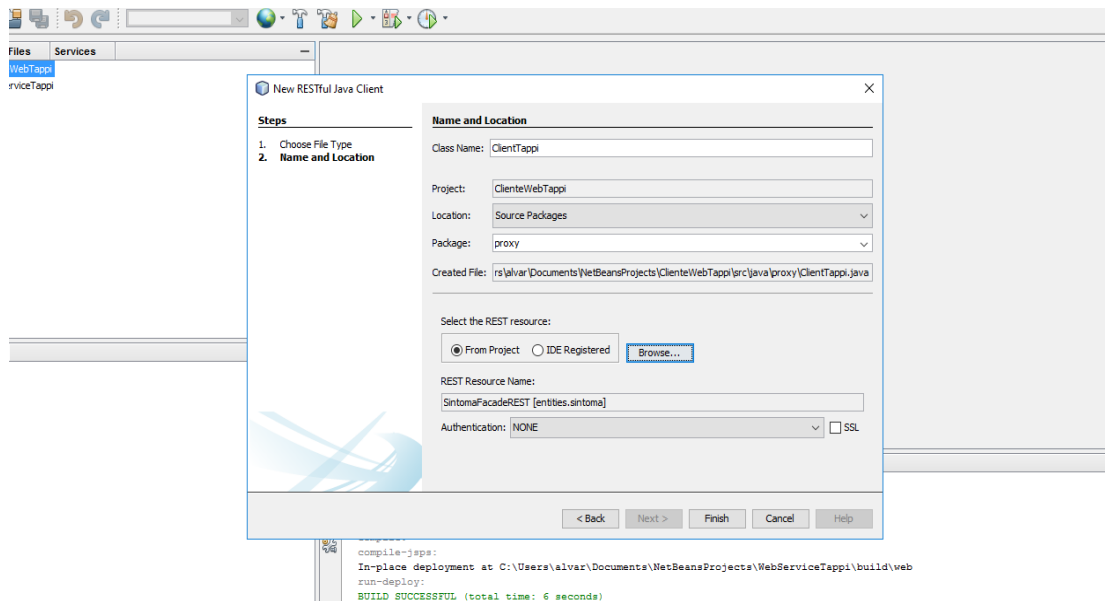 Files Services
WebTappi
erviceTappi
New RESTful Java Client
Steps
1. Choose File Type
2. Name and Location
Name and Location
Class Name: ClientTappi
Project: ClienteWebTappi
Location: Source Packages
Package: proxy
Created File: rs\alvar\Documents\NetBeansProjects\ClienteWebTappi\src\java\proxy\ClientTappi.java
Select the REST resource:
From Project IDE Registered Browse...
REST Resource Name:
SintomaFacadeREST [entities.sintoma]
Authentication: NONE SSL
< Back Next > Finish Cancel Help
compile-jsps:
In-place deployment at C:\Users\alvar\Documents\NetBeansProjects\WebServiceTappi\build\web
run-deploy:
BUILD SUCCESSFUL (total time: 6 seconds)